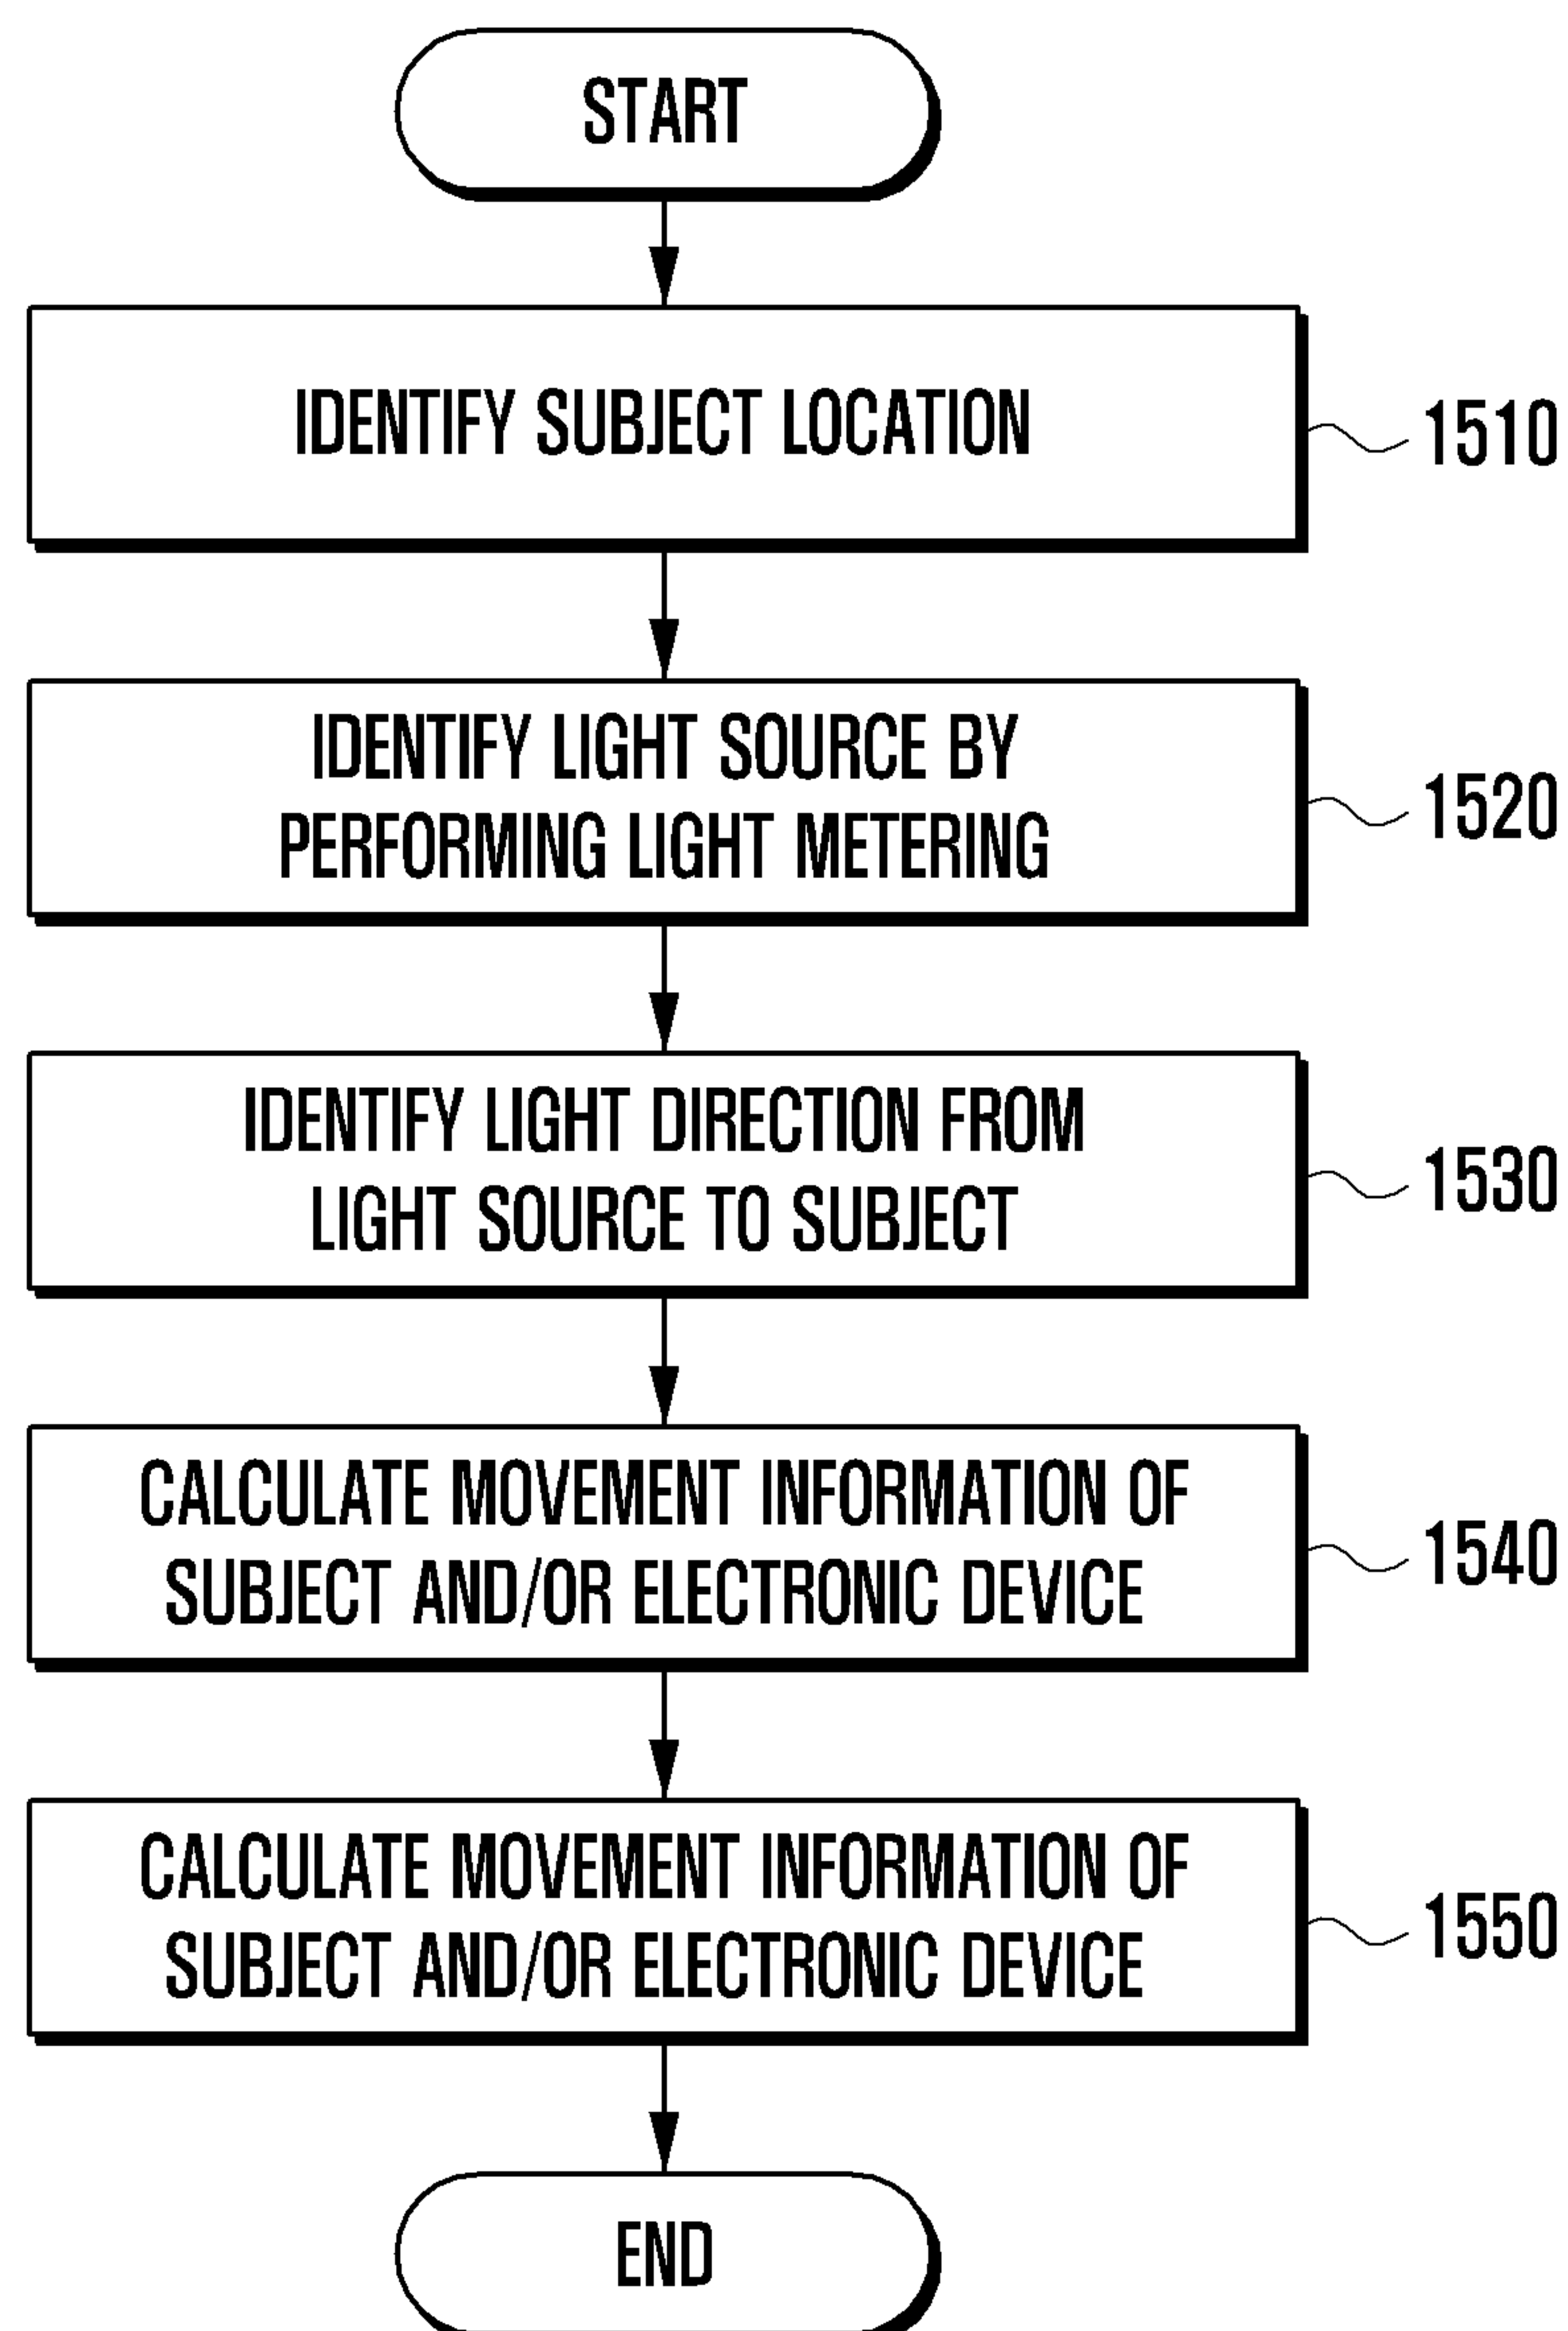 START
IDENTIFY SUBJECT LOCATION
1510
IDENTIFY LIGHT SOURCE BY
PERFORMING LIGHT METERING
1520
IDENTIFY LIGHT DIRECTION FROM
LIGHT SOURCE TO SUBJECT
1530
CALCULATE MOVEMENT INFORMATION OF
SUBJECT AND/OR ELECTRONIC DEVICE
1540
CALCULATE MOVEMENT INFORMATION OF
SUBJECT AND/OR ELECTRONIC DEVICE
1550
END